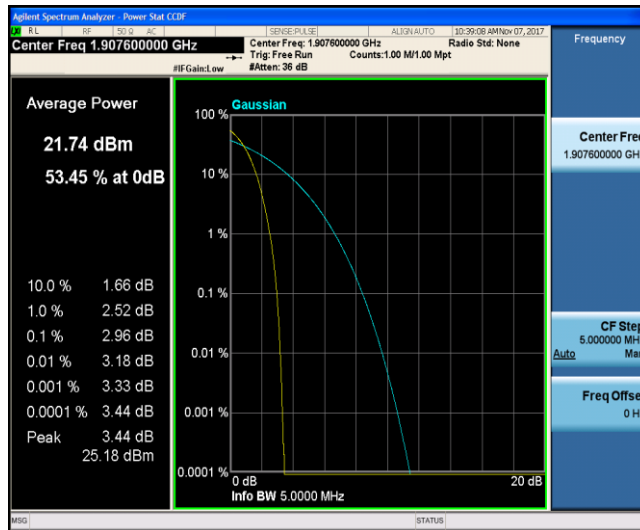 Agilent Spectrum Analyzer - Power Stat CCDF
RL RF 50 Ω AC SENSE:PULSE ALIGN AUTO 10:39:08 AM Nov 07, 2017
Center Freq 1.907600000 GHz
Center Freq: 1.907600000 GHz Radio Std: None
Trig: Free Run Counts:1.00 M/1.00 Mpt
#IFGain:Low #Atten: 36 dB
Frequency
Average Power
21.74 dBm
53.45 % at 0dB
10.0 % 1.66 dB
1.0 % 2.52 dB
0.1 % 2.96 dB
0.01 % 3.18 dB
0.001 % 3.33 dB
0.0001 % 3.44 dB
Peak 3.44 dB
25.18 dBm
Gaussian
100 %
10 %
1 %
0.1 %
0.01 %
0.001 %
0.0001 %
0 dB 20 dB
Info BW 5.0000 MHz
Center Fre
1.907600000 GH
CF Step
5.000000 MH
Auto Ma
Freq Offse
0 H
MSG STATUS